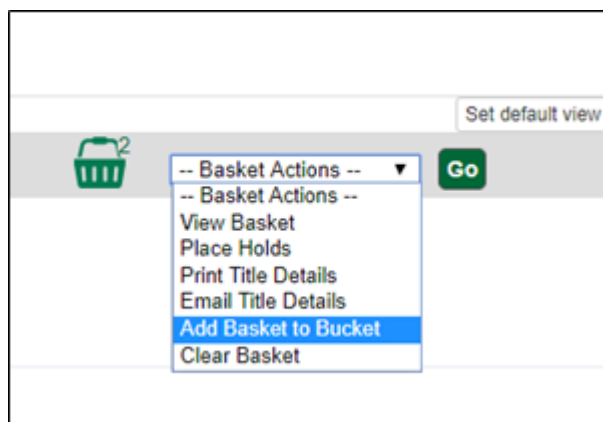 Set default view
2
-- Basket Actions -- ▼ Go
-- Basket Actions --
View Basket
Place Holds
Print Title Details
Email Title Details
Add Basket to Bucket
Clear Basket